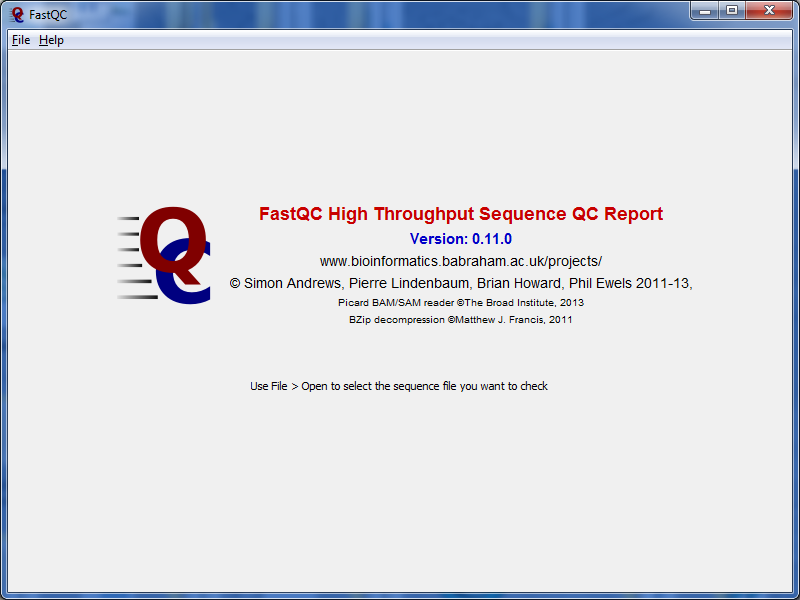 FastQC
File Help
QC
FastQC High Throughput Sequence QC Report
Version: 0.11.0
www.bioinformatics.babraham.ac.uk/projects/
© Simon Andrews, Pierre Lindenbaum, Brian Howard, Phil Ewels 2011-13,
Picard BAM/SAM reader ©The Broad Institute, 2013
BZip decompression ©Matthew J. Francis, 2011
Use File > Open to select the sequence file you want to check